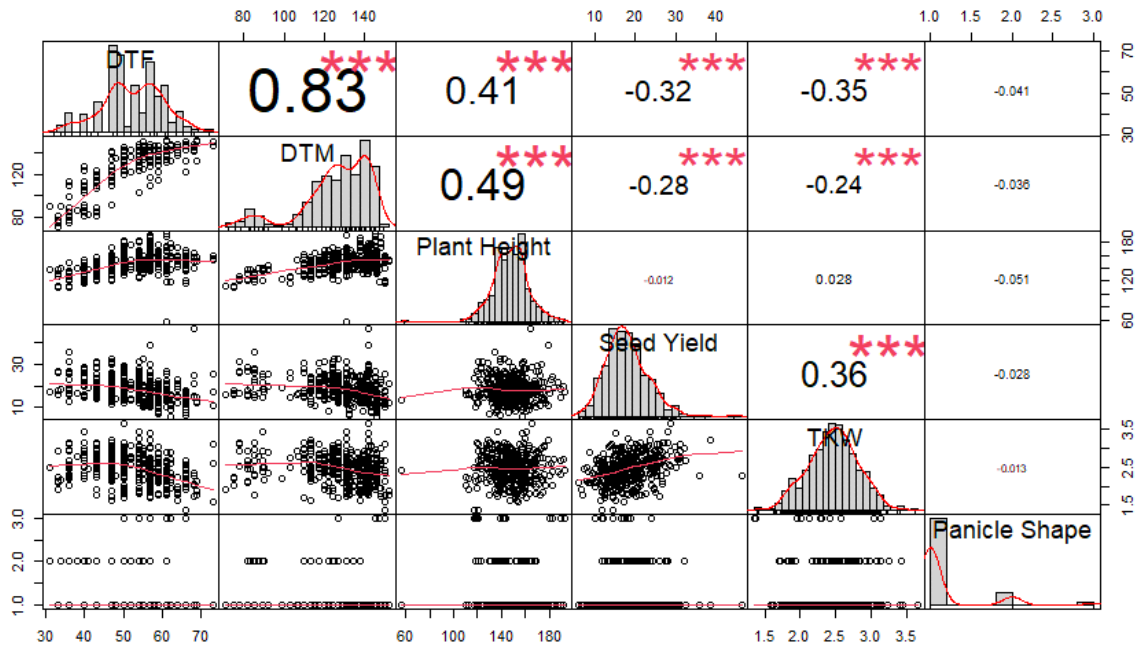 80 100 120 140 10 20 30 40 1.0 1.5 2.0 2.5 3.0
DTF 0.83 *** 0.41 *** -0.32 *** -0.35 *** -0.041
30 50 70
80 120
DTM 0.49 *** -0.28 *** -0.24 *** -0.036
Plant Height -0.012 0.028 -0.051
60 120 180
10 30
Seed Yield 0.36 *** -0.028
TKW -0.013
1.5 2.5 3.5
1.0 2.0 3.0
Panicle Shape
30 40 50 60 70 60 100 140 180 1.5 2.0 2.5 3.0 3.5